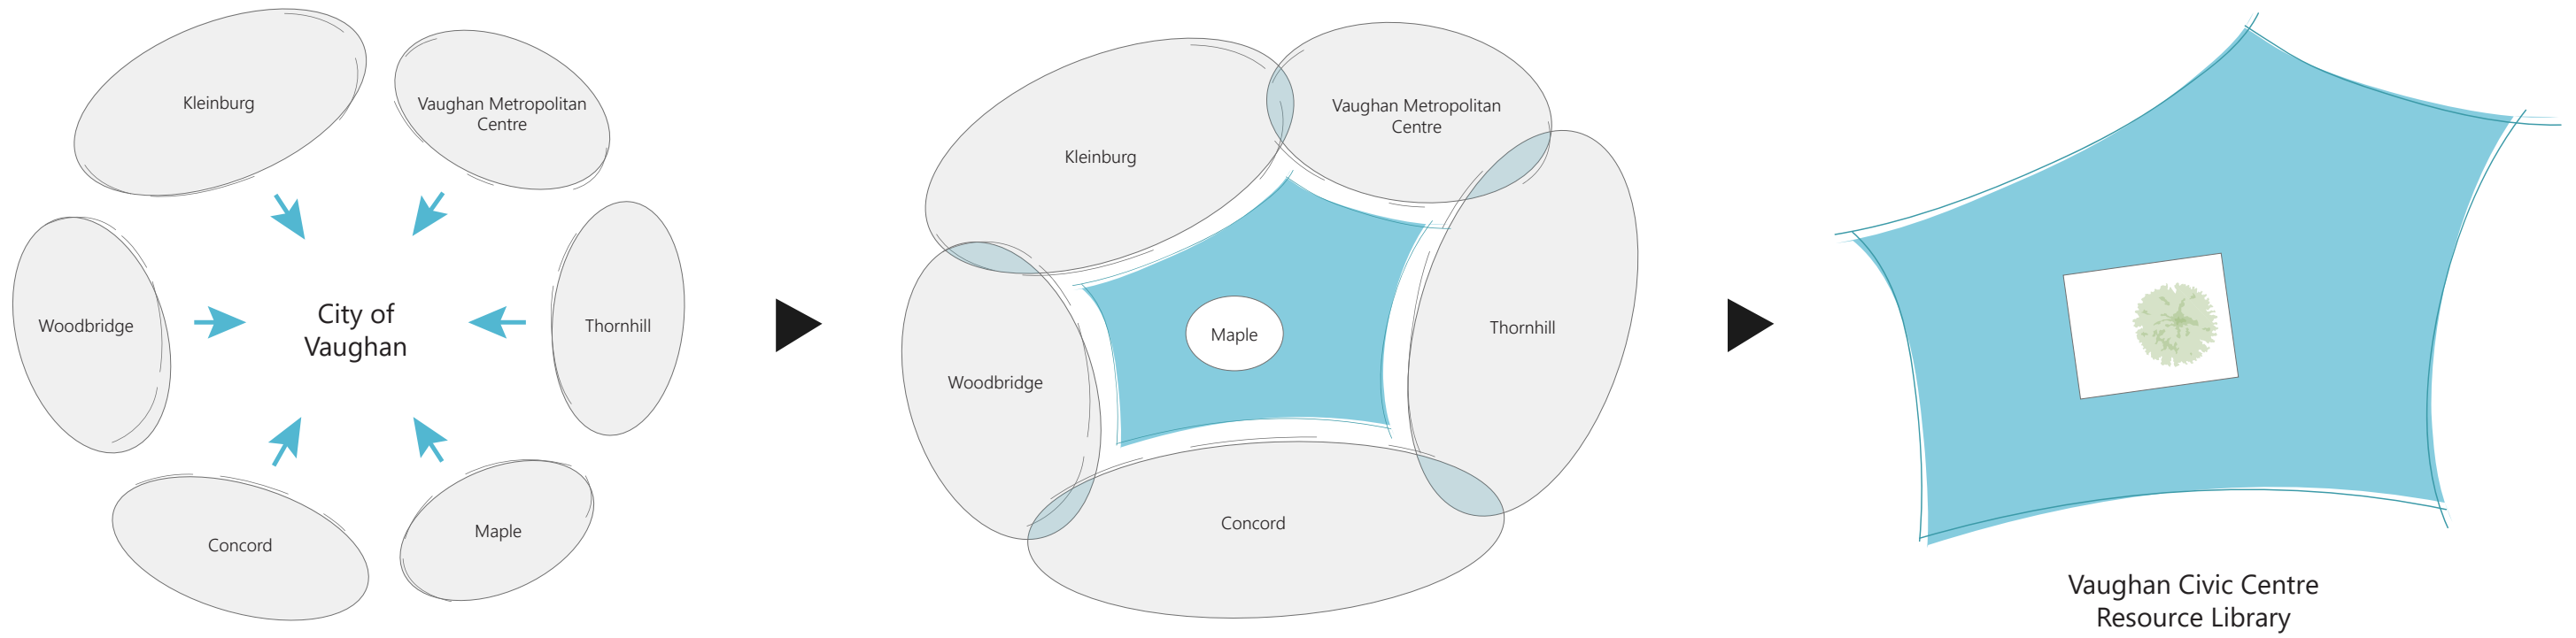 Kleinburg
Vaughan Metropolitan
Centre
Woodbridge
City of
Vaughan
Thornhill
Concord
Maple
Kleinburg
Vaughan Metropolitan
Centre
Woodbridge
Maple
Thornhill
Concord
Vaughan Civic Centre
Resource Library